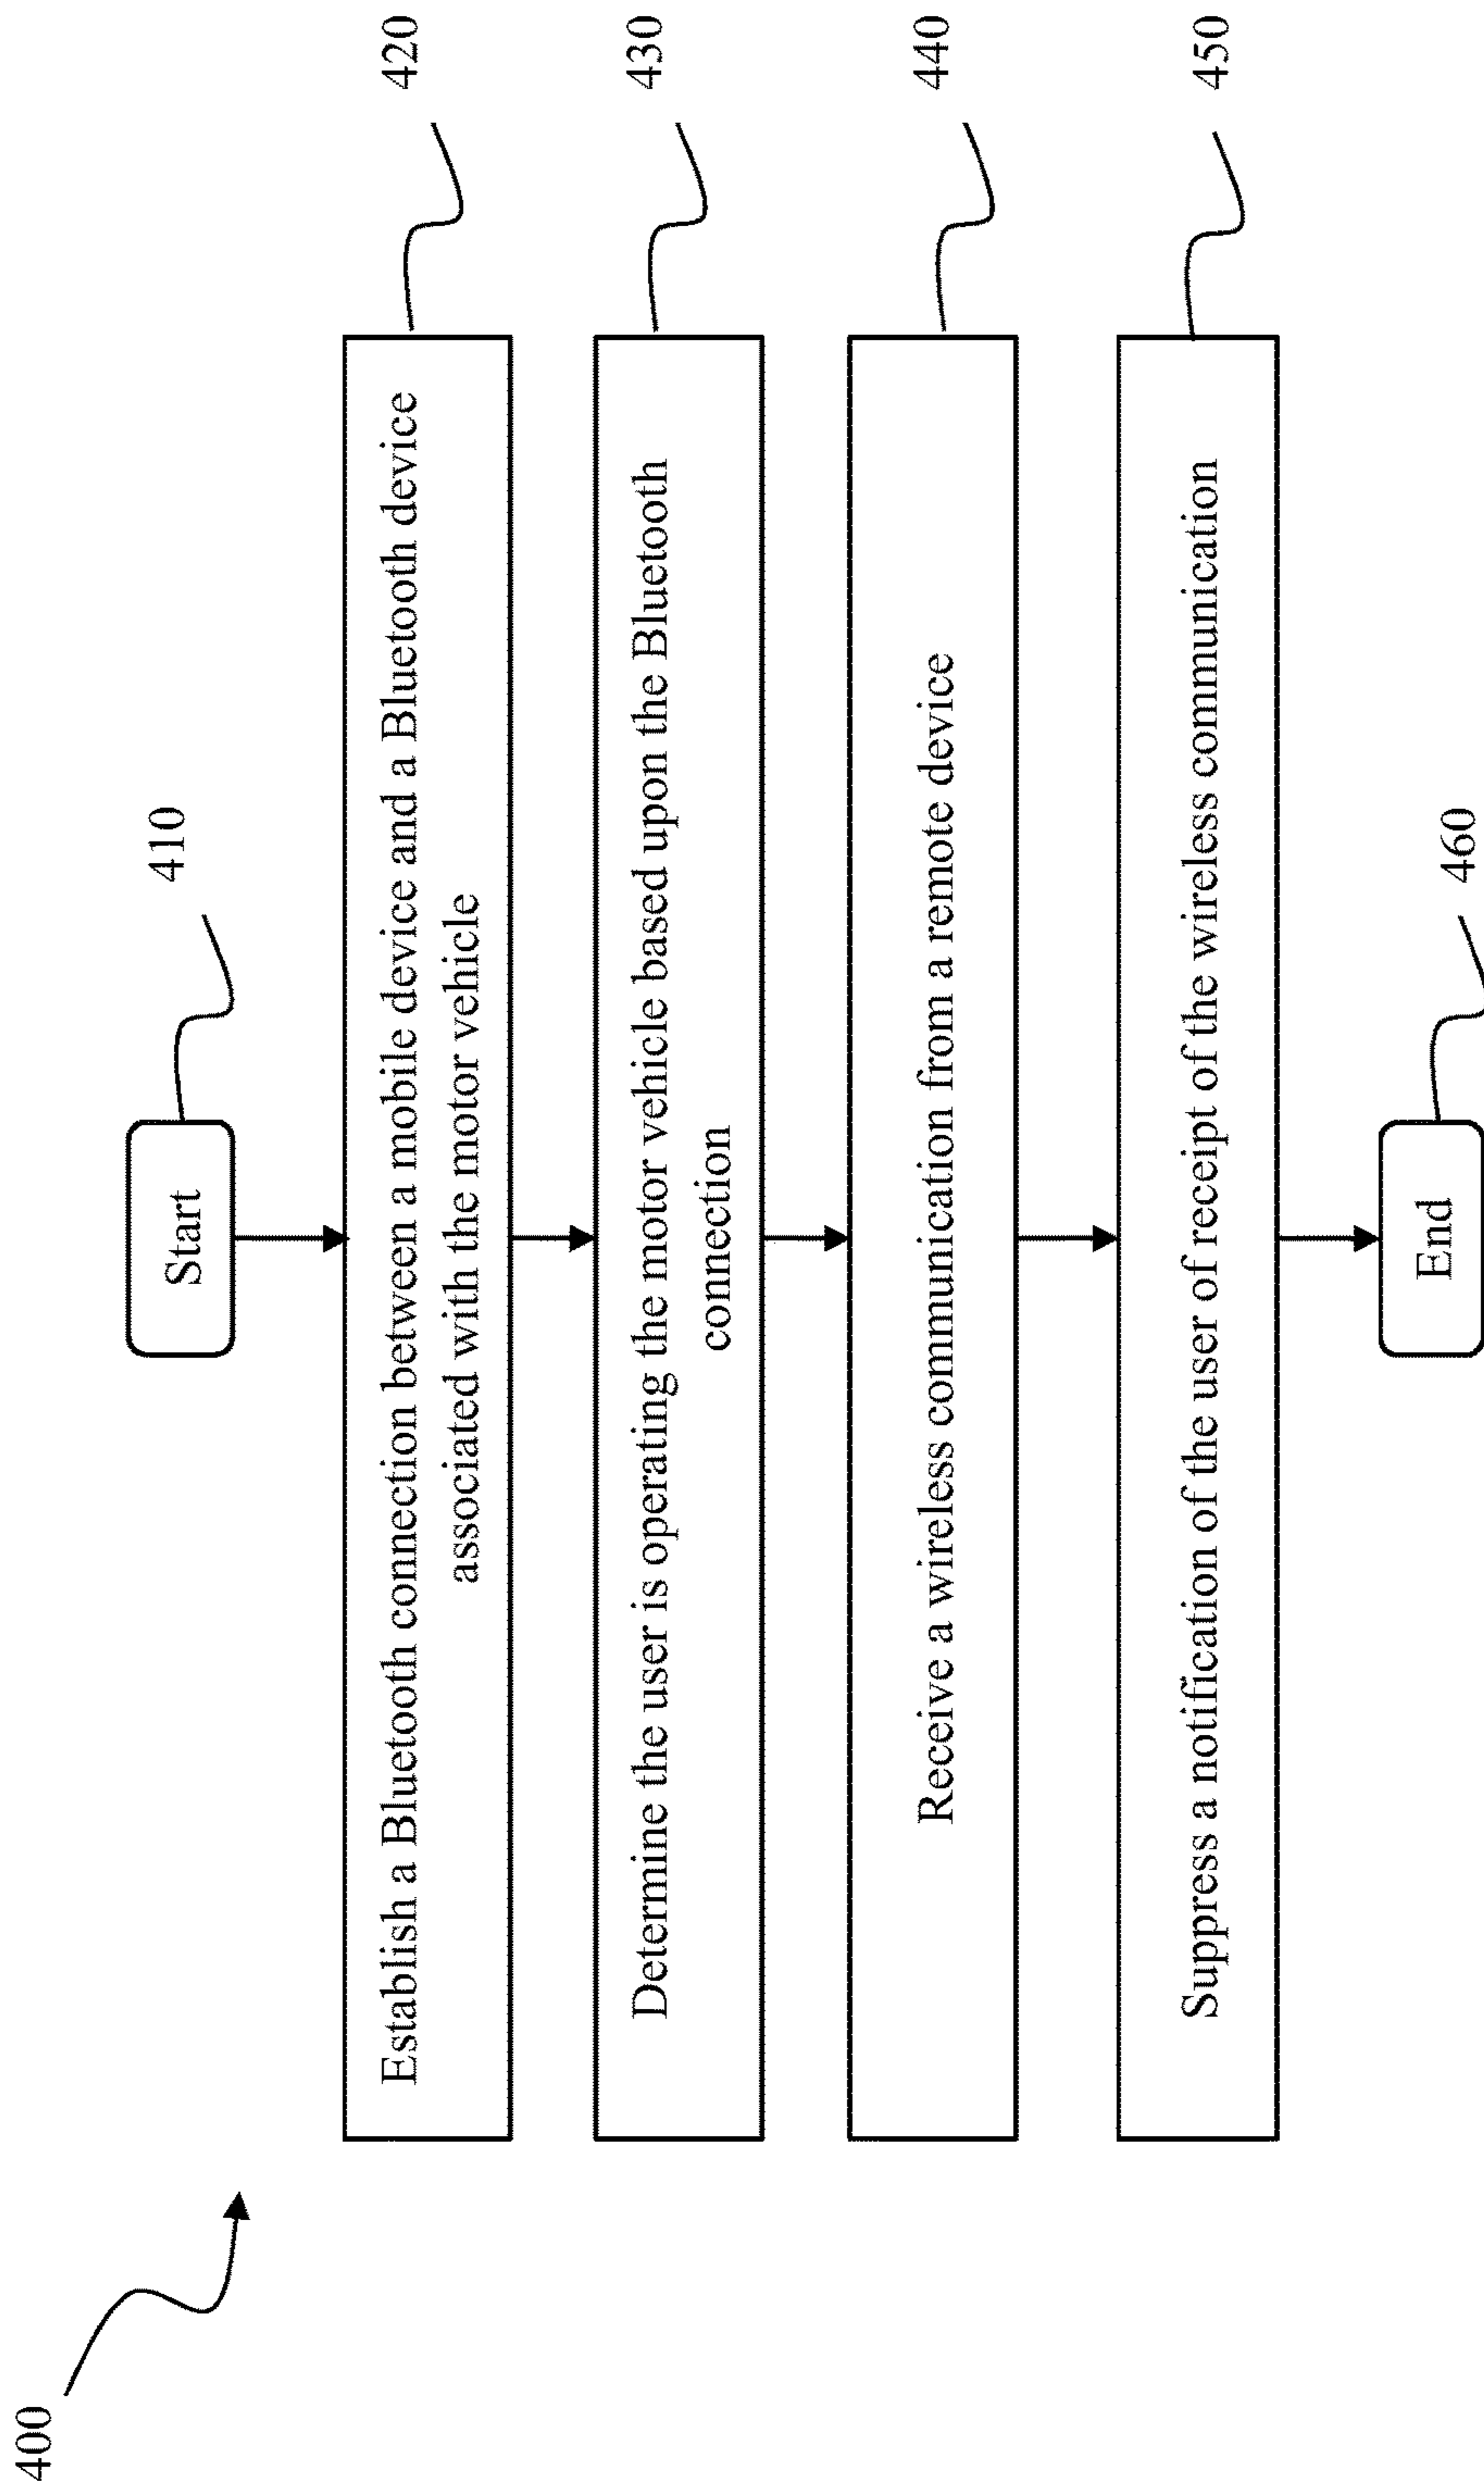 400
Start
410
Establish a Bluetooth connection between a mobile device and a Bluetooth device
associated with the motor vehicle
420
Determine the user is operating the motor vehicle based upon the Bluetooth
connection
430
Receive a wireless communication from a remote device
440
Suppress a notification of the user of receipt of the wireless communication
450
End
460